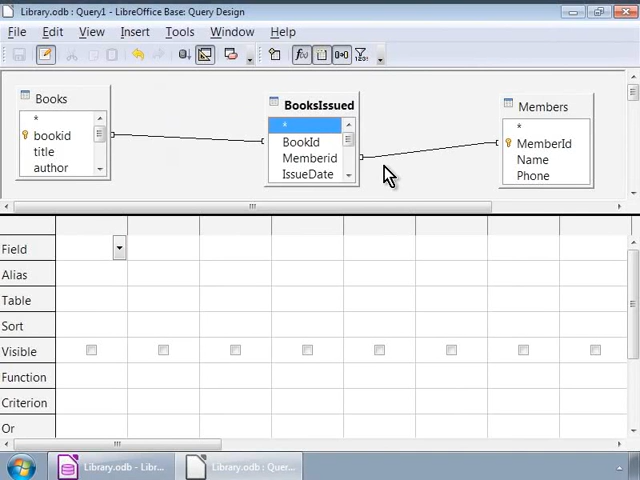 Library.odb : Query1 - LibreOffice Base: Query Design
File Edit View Insert Tools Window Help
f(x)
Books
*
bookid
title
author
BooksIssued
*
BookId
Memberid
IssueDate
Members
*
MemberId
Name
Phone
Field
Alias
Table
Sort
Visible
Function
Criterion
Or
Library.odb - Libr...
Library.odb : Que...